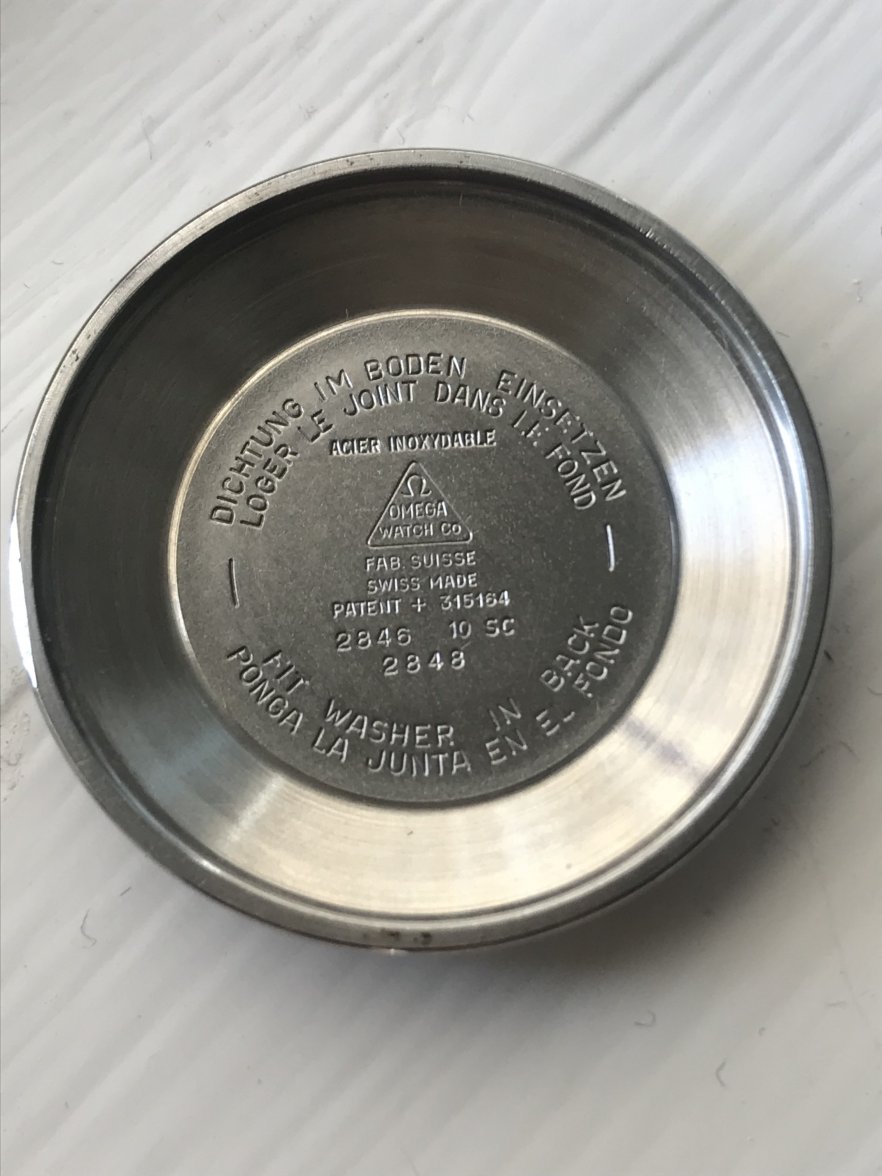 DICHTUNG IM BODEN EINSETZEN
LOGER LE JOINT DANS LE FOND
ACIER INOXYDABLE
Ω
OMEGA
WATCH Co
FAB. SUISSE
SWISS MADE
PATENT + 315164
2846 10 SC
2848
FIT WASHER IN BACK
PONGA LA JUNTA EN EL FONDO